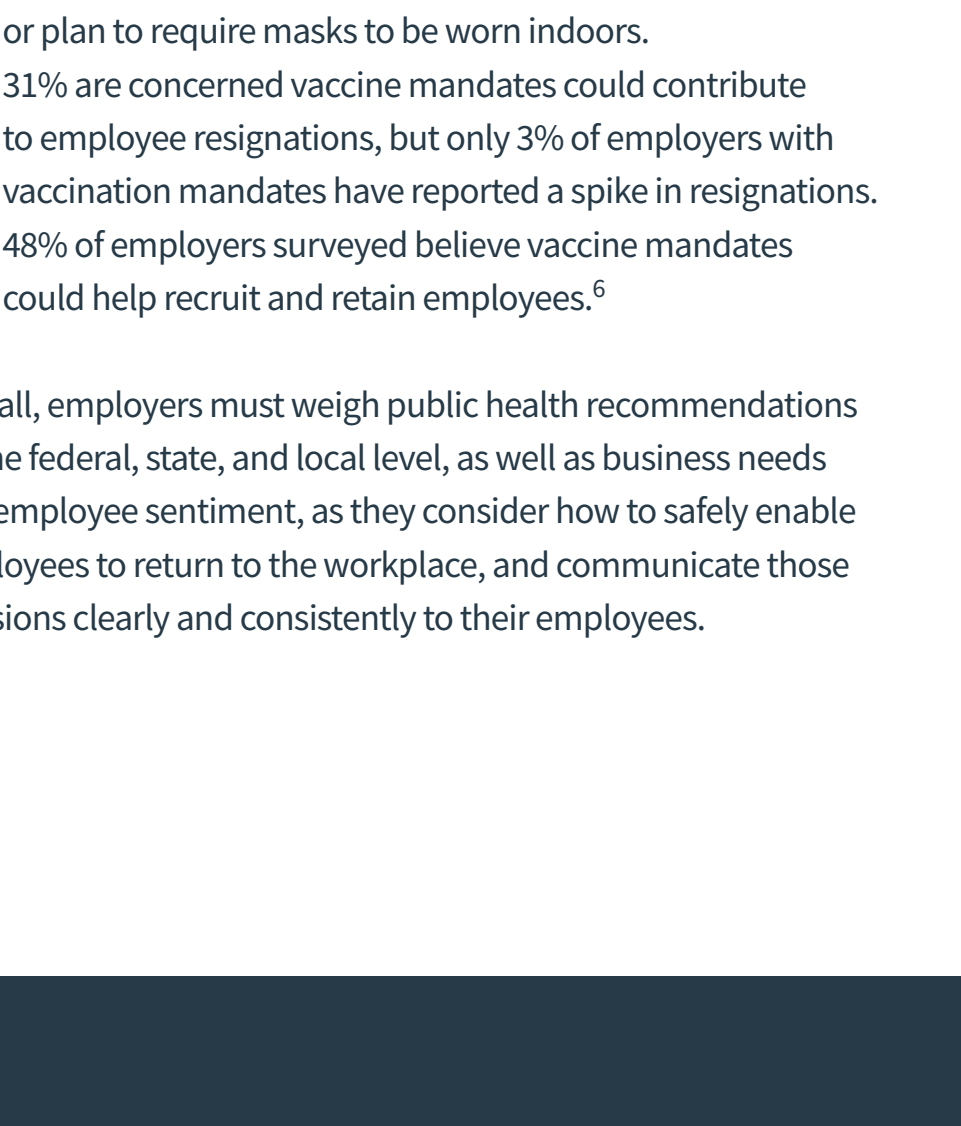 or plan to require masks to be worn indoors.
31% are concerned vaccine mandates could contribute
to employee resignations, but only 3% of employers with
vaccination mandates have reported a spike in resignations.
48% of employers surveyed believe vaccine mandates
could help recruit and retain employees.6
all, employers must weigh public health recommendations
federal, state, and local level, as well as business needs
employee sentiment, as they consider how to safely enable
loyees to return to the workplace, and communicate those
sions clearly and consistently to their employees.